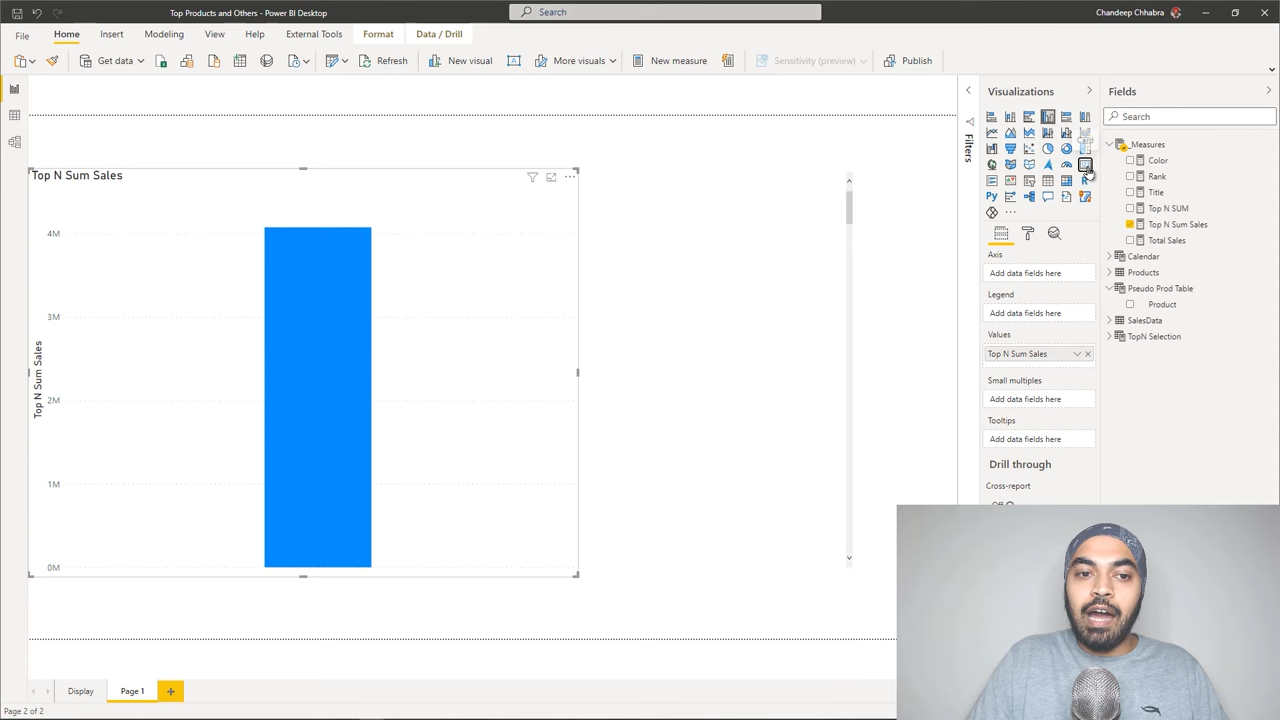 Top Products and Others - Power BI Desktop
Search
Chandeep Chhabra
File
Home
Insert
Modeling
View
Help
External Tools
Format
Data / Drill
Get data
Refresh
New visual
More visuals
New measure
Sensitivity (preview)
Publish
Top N Sum Sales
4M
3M
2M
1M
0M
Top N Sum Sales
Filters
Visualizations
Card
Py
R
Axis
Add data fields here
Legend
Add data fields here
Values
Top N Sum Sales
Small multiples
Add data fields here
Tooltips
Add data fields here
Drill through
Cross-report
Off
Fields
Search
_Measures
Color
Rank
Title
Top N SUM
Top N Sum Sales
Total Sales
Calendar
Products
Pseudo Prod Table
Product
SalesData
TopN Selection
Display
Page 1
Page 2 of 2